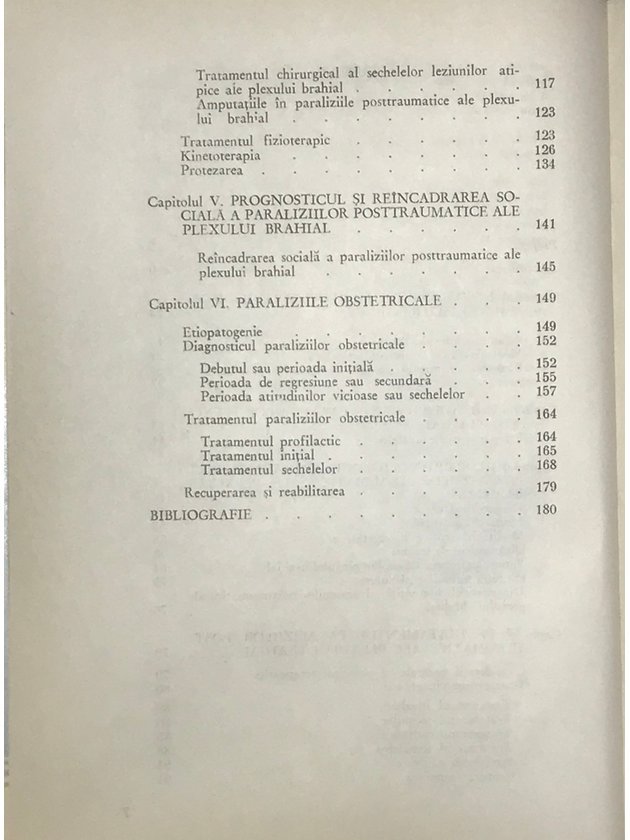 Tratamentul chirurgical al sechelelor leziunilor ati-
pice ale plexului brahial . . . . . . 117
Amputațiile în paraliziile posttraumatice ale plexu-
lui brahial . . . . . . . . 123
Tratamentul fizioterapic . . . . . . 123
Kinetoterapia . . . . . . . . 126
Protezarea . . . . . . . . . 134
Capitolul V. PROGNOSTICUL ȘI REÎNCADRAREA SO-
CIALĂ A PARALIZIILOR POSTTRAUMATICE ALE
PLEXULUI BRAHIAL . . . . . . 141
Reîncadrarea socială a paraliziilor posttraumatice ale
plexului brahial . . . . . . . 145
Capitolul VI. PARALIZIILE OBSTETRICALE . . . 149
Etiopatogenie . . . . . . . . 149
Diagnosticul paraliziilor obstetricale . . . . 152
Debutul sau perioada inițială . . . . . 152
Perioada de regresiune sau secundară . . . 155
Perioada atitudinilor vicioase sau sechelelor . . 157
Tratamentul paraliziilor obstetricale . . . . 164
Tratamentul profilactic . . . . . . 164
Tratamentul inițial . . . . . . . 165
Tratamentul sechelelor . . . . . . 168
Recuperarea și reabilitarea . . . . . . 179
BIBLIOGRAFIE . . . . . . . . . 180